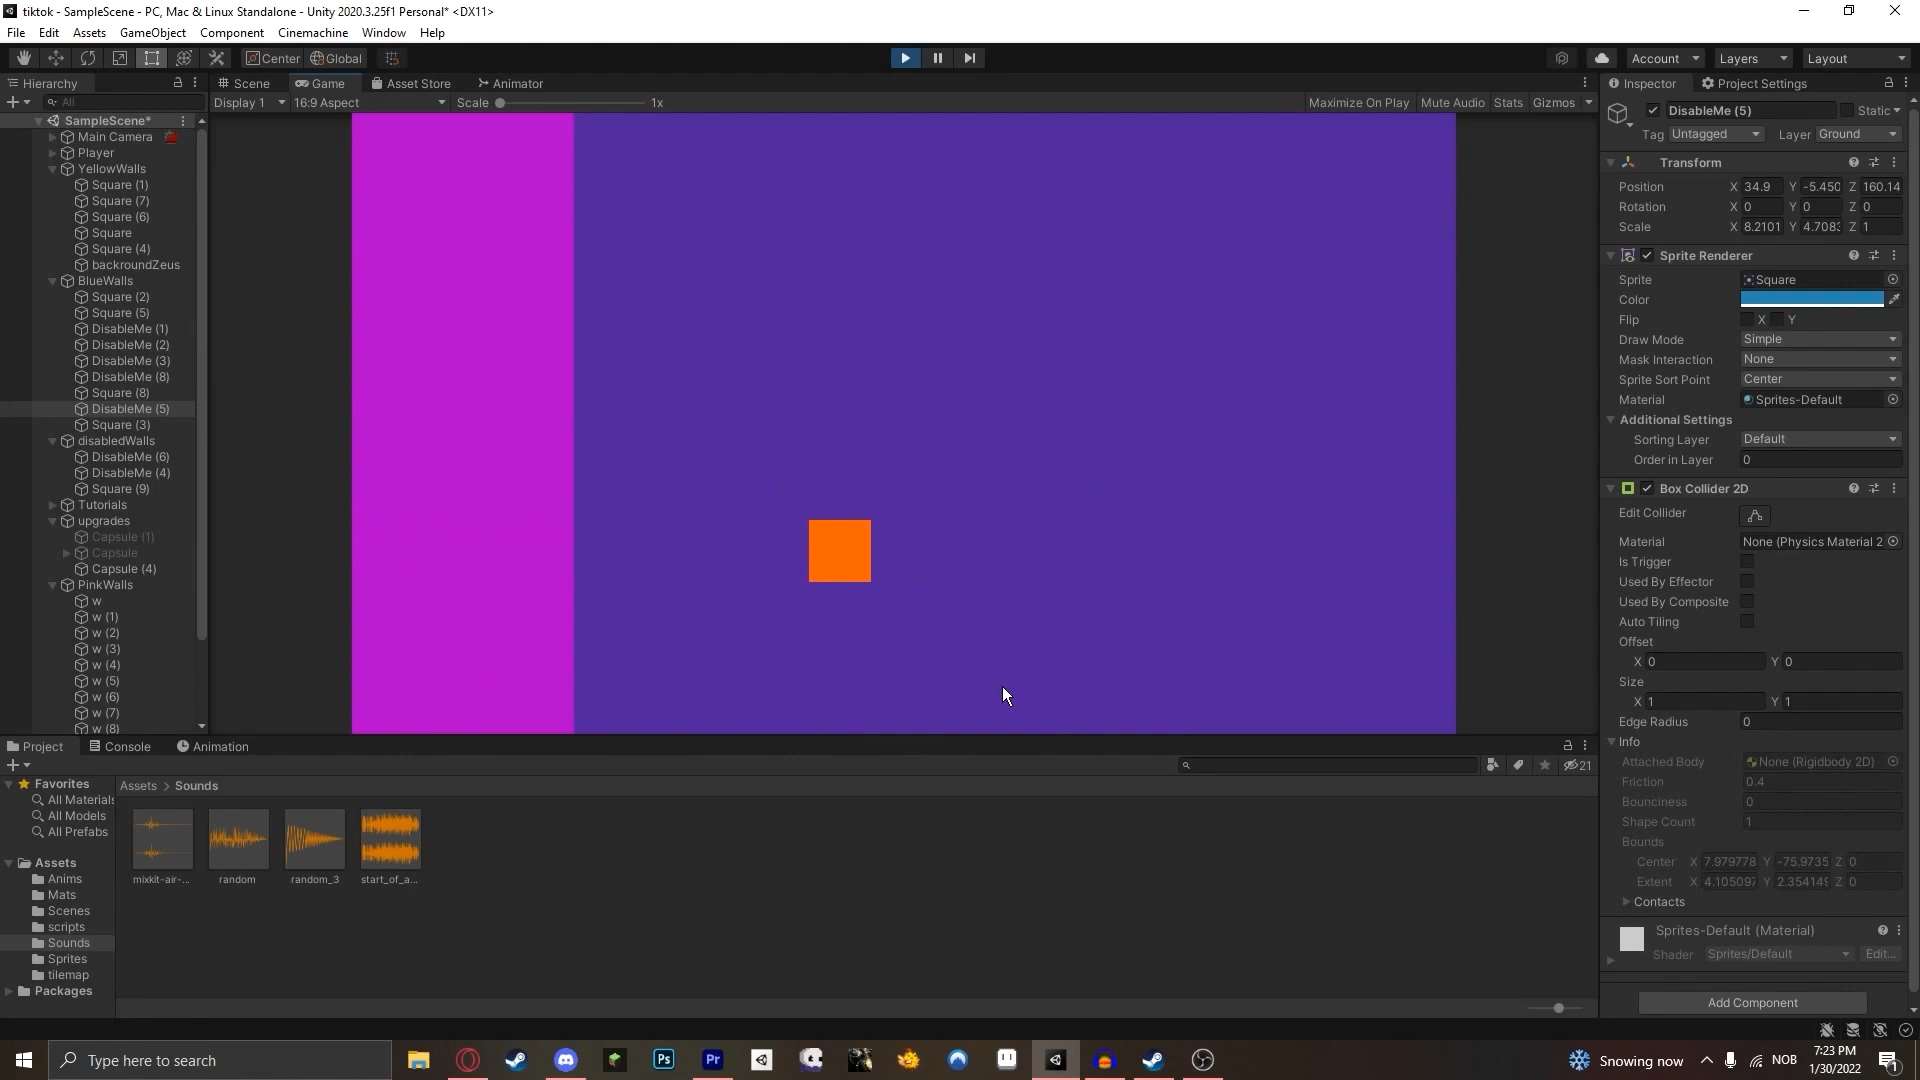 tiktok - SampleScene - PC, Mac & Linux Standalone - Unity 2020.3.25f1 Personal* <DX11>
File Edit Assets GameObject Component Cinemachine Window Help
Center Global Account Layers Layout
Hierarchy Scene Game Asset Store Animator Inspector Project Settings
All Display 1 16:9 Aspect Scale 1x Maximize On Play Mute Audio Stats Gizmos
SampleScene*
Main Camera
Player
YellowWalls
Square (1)
Square (7)
Square (6)
Square
Square (4)
backroundZeus
BlueWalls
Square (2)
Square (5)
DisableMe (1)
DisableMe (2)
DisableMe (3)
DisableMe (8)
Square (8)
DisableMe (5)
Square (3)
disabledWalls
DisableMe (6)
DisableMe (4)
Square (9)
Tutorials
upgrades
Capsule (1)
Capsule
Capsule (4)
PinkWalls
w
w (1)
w (2)
w (3)
w (4)
w (5)
w (6)
w (7)
w (8)
DisableMe (5) Static
Tag Untagged Layer Ground
Transform
Position X 34.9 Y -5.450 Z 160.14
Rotation X 0 Y 0 Z 0
Scale X 8.2101 Y 4.7083 Z 1
Sprite Renderer
Sprite Square
Color
Flip X Y
Draw Mode Simple
Mask Interaction None
Sprite Sort Point Center
Material Sprites-Default
Additional Settings
Sorting Layer Default
Order in Layer 0
Box Collider 2D
Edit Collider
Material None (Physics Material 2
Is Trigger
Used By Effector
Used By Composite
Auto Tiling
Offset
X 0 Y 0
Size
X 1 Y 1
Edge Radius 0
Info
Attached Body None (Rigidbody 2D)
Friction 0.4
Bounciness 0
Shape Count 1
Bounds
Center X 7.979778 Y -75.9735 Z 0
Extent X 4.105097 Y 2.354149 Z 0
Contacts
Sprites-Default (Material)
Shader Sprites/Default Edit...
Add Component
Project Console Animation
21
Favorites
All Materials
All Models
All Prefabs
Assets
Anims
Mats
Scenes
scripts
Sounds
Sprites
tilemap
Packages
Assets > Sounds
mixkit-air-... random random_3 start_of_a...
Type here to search
Ps Pr
Snowing now NOB
7:23 PM
1/30/2022
1